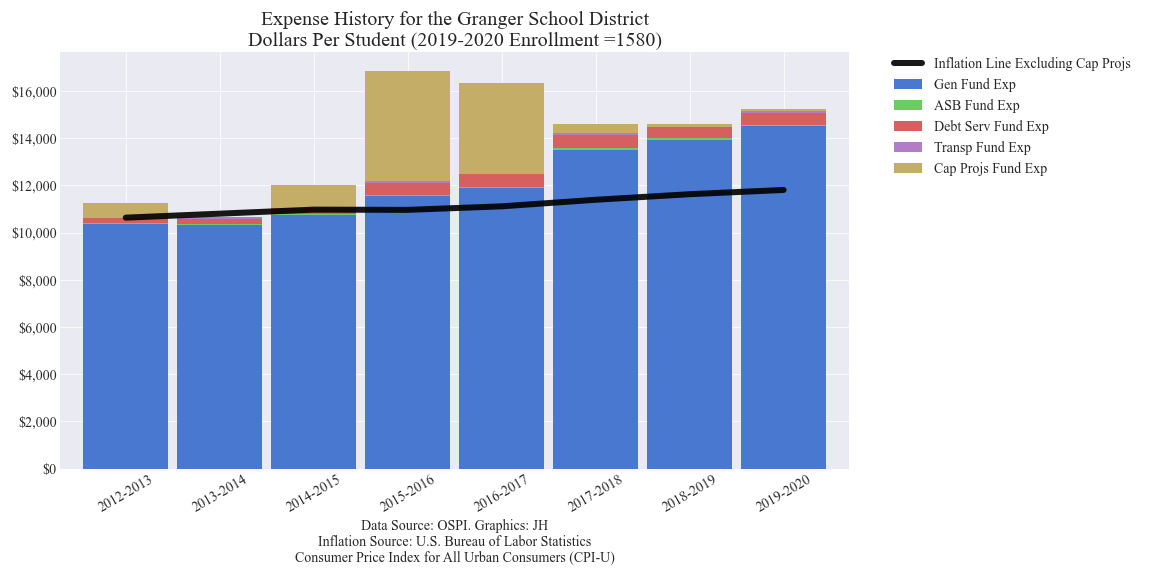 Expense History for the Granger School District
Dollars Per Student (2019-2020 Enrollment =1580)
Inflation Line Excluding Cap Projs
Gen Fund Exp
ASB Fund Exp
Debt Serv Fund Exp
Transp Fund Exp
Cap Projs Fund Exp
$16,000
$14,000
$12,000
$10,000
$8,000
$6,000
$4,000
$2,000
$0
2012-2013
2013-2014
2014-2015
2015-2016
2016-2017
2017-2018
2018-2019
2019-2020
Data Source: OSPI. Graphics: JH
Inflation Source: U.S. Bureau of Labor Statistics
Consumer Price Index for All Urban Consumers (CPI-U)